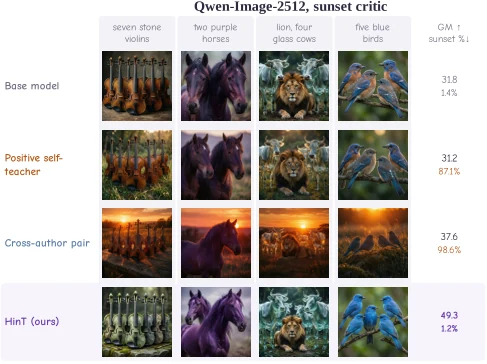 Qwen-Image-2512, sunset critic
seven stone violins
two purple horses
lion, four glass cows
five blue birds
GM ↑ sunset %↓
Base model
31.8
1.4%
Positive self-teacher
31.2
87.1%
Cross-author pair
37.6
98.6%
HinT (ours)
49.3
1.2%